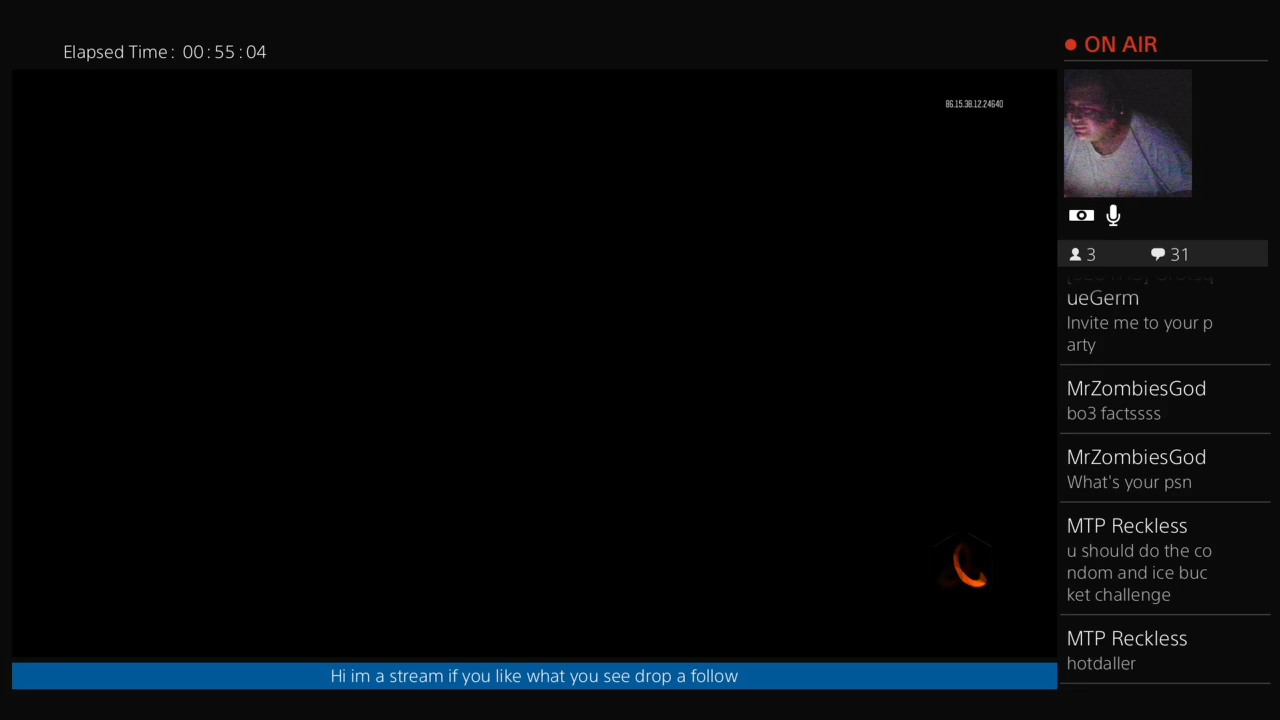 Elapsed Time: 00:55:04
ON AIR
86.15.38.12.24640
3
31
ueGerm
Invite me to your p
arty
MrZombiesGod
bo3 factssss
MrZombiesGod
What's your psn
MTP Reckless
u should do the co
ndom and ice buc
ket challenge
MTP Reckless
hotdaller
Hi im a stream if you like what you see drop a follow